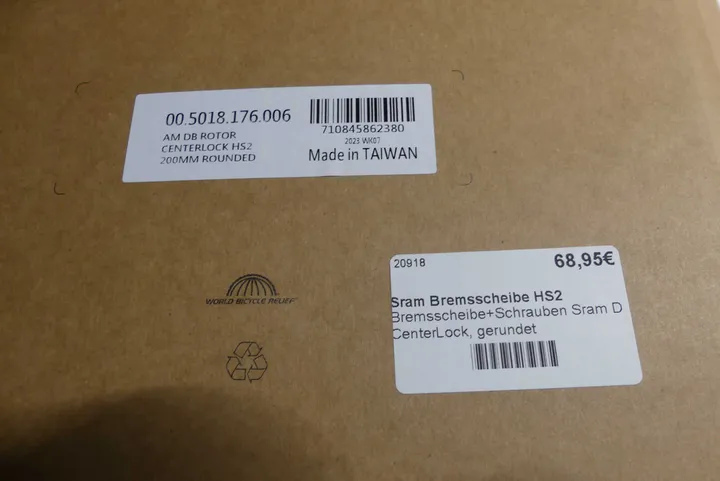 00.5018.176.006
AM DB ROTOR
CENTERLOCK HS2
200MM ROUNDED
710845862380
2023 WK07
Made in TAIWAN
WORLD BICYCLE RELIEF
20918
68,95€
Sram Bremsscheibe HS2
Bremsscheibe+Schrauben Sram D
CenterLock, gerundet